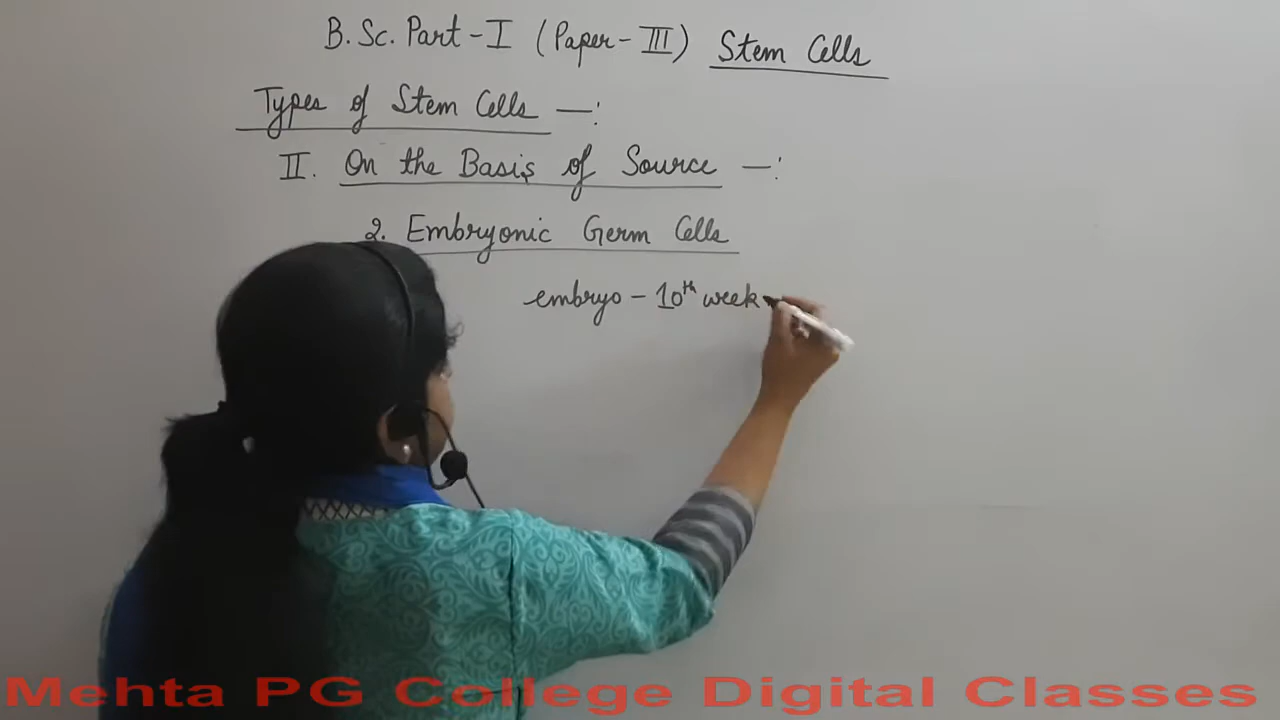 B.Sc. Part-I (Paper-III) Stem Cells
Types of Stem Cells —:
II. On the Basis of Source —:
2. Embryonic Germ Cells
embryo - 10th week
Mehta PG College Digital Classes